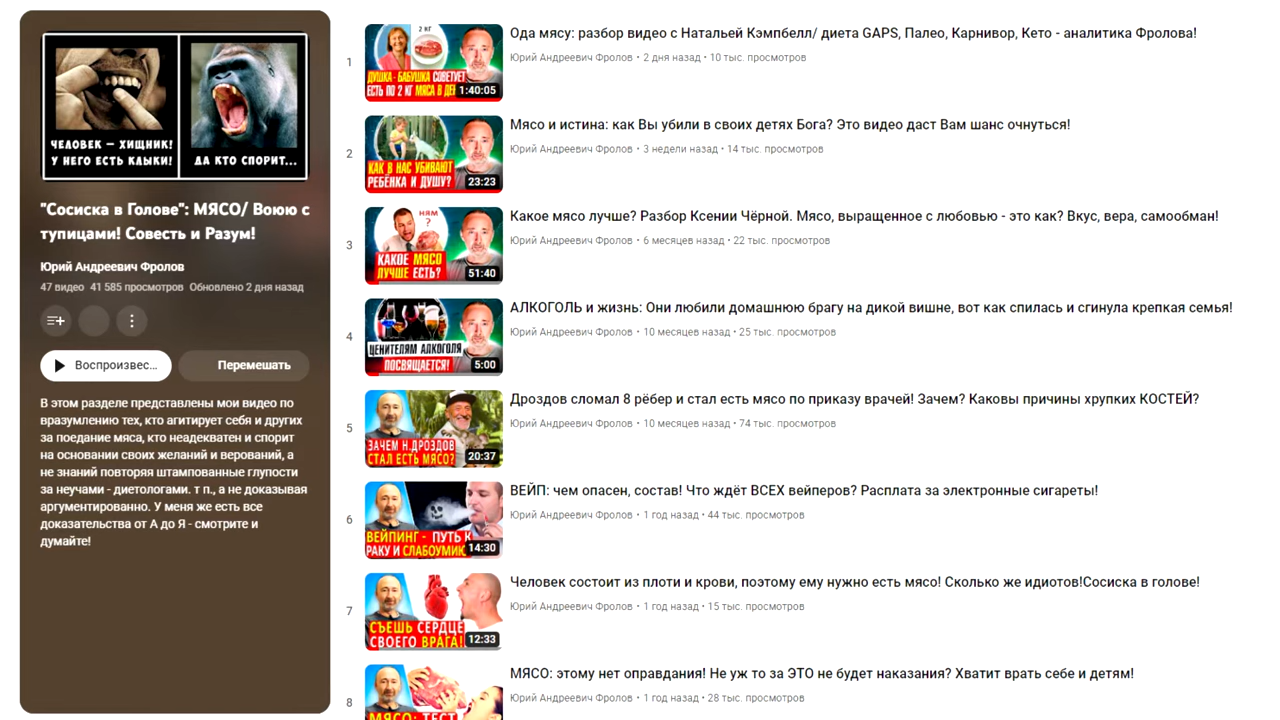 ЧЕЛОВЕК – ХИЩНИК!
У НЕГО ЕСТЬ КЛЫКИ!
ДА КТО СПОРИТ...
"Сосиска в Голове": МЯСО/ Воюю с
тупицами! Совесть и Разум!
Юрий Андреевич Фролов
47 видео 41 585 просмотров Обновлено 2 дня назад
Воспроизвес...
Перемешать
В этом разделе представлены мои видео по
вразумлению тех, кто агитирует себя и других
за поедание мяса, кто неадекватен и спорит
на основании своих желаний и верований, а
не знаний повторяя штампованные глупости
за неучами - диетологами. т п., а не доказывая
аргументированно. У меня же есть все
доказательства от А до Я - смотрите и
думайте!
1
2 КГ
ДУШКА - БАБУШКА СОВЕТУЕТ
ЕСТЬ ПО 2 КГ МЯСА В ДЕ
1:40:05
Ода мясу: разбор видео с Натальей Кэмпбелл/ диета GAPS, Палео, Карнивор, Кето - аналитика Фролова!
Юрий Андреевич Фролов • 2 дня назад • 10 тыс. просмотров
2
КАК В НАС УБИВАЮТ
РЕБЁНКА И ДУШУ?
23:23
Мясо и истина: как Вы убили в своих детях Бога? Это видео даст Вам шанс очнуться!
Юрий Андреевич Фролов • 3 недели назад • 14 тыс. просмотров
3
НЯМ
?
КАКОЕ МЯСО
ЛУЧШЕ ЕСТЬ?
51:40
Какое мясо лучше? Разбор Ксении Чёрной. Мясо, выращенное с любовью - это как? Вкус, вера, самообман!
Юрий Андреевич Фролов • 6 месяцев назад • 22 тыс. просмотров
4
ЦЕНИТЕЛЯМ АЛКОГОЛЯ
ПОСВЯЩАЕТСЯ!
5:00
АЛКОГОЛЬ и жизнь: Они любили домашнюю брагу на дикой вишне, вот как спилась и сгинула крепкая семья!
Юрий Андреевич Фролов • 10 месяцев назад • 25 тыс. просмотров
5
ЗАЧЕМ Н.ДРОЗДОВ
СТАЛ ЕСТЬ МЯСО?
20:37
Дроздов сломал 8 рёбер и стал есть мясо по приказу врачей! Зачем? Каковы причины хрупких КОСТЕЙ?
Юрий Андреевич Фролов • 10 месяцев назад • 74 тыс. просмотров
6
ВЕЙПИНГ - ПУТЬ К
РАКУ И СЛАБОУМИЮ
14:30
ВЕЙП: чем опасен, состав! Что ждёт ВСЕХ вейперов? Расплата за электронные сигареты!
Юрий Андреевич Фролов • 1 год назад • 44 тыс. просмотров
7
СЪЕШЬ СЕРДЦЕ
СВОЕГО ВРАГА!
12:33
Человек состоит из плоти и крови, поэтому ему нужно есть мясо! Сколько же идиотов!Сосиска в голове!
Юрий Андреевич Фролов • 1 год назад • 15 тыс. просмотров
8
МЯСО: ТЕСТ
МЯСО: этому нет оправдания! Не уж то за ЭТО не будет наказания? Хватит врать себе и детям!
Юрий Андреевич Фролов • 1 год назад • 28 тыс. просмотров